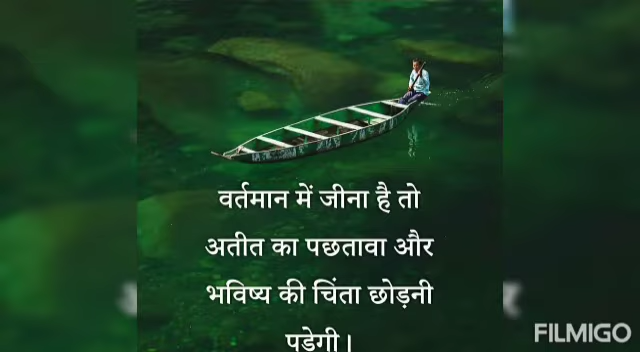 वर्तमान में जीना है तो
अतीत का पछतावा और
भविष्य की चिंता छोड़नी
पड़ेगी।
FILMIGO